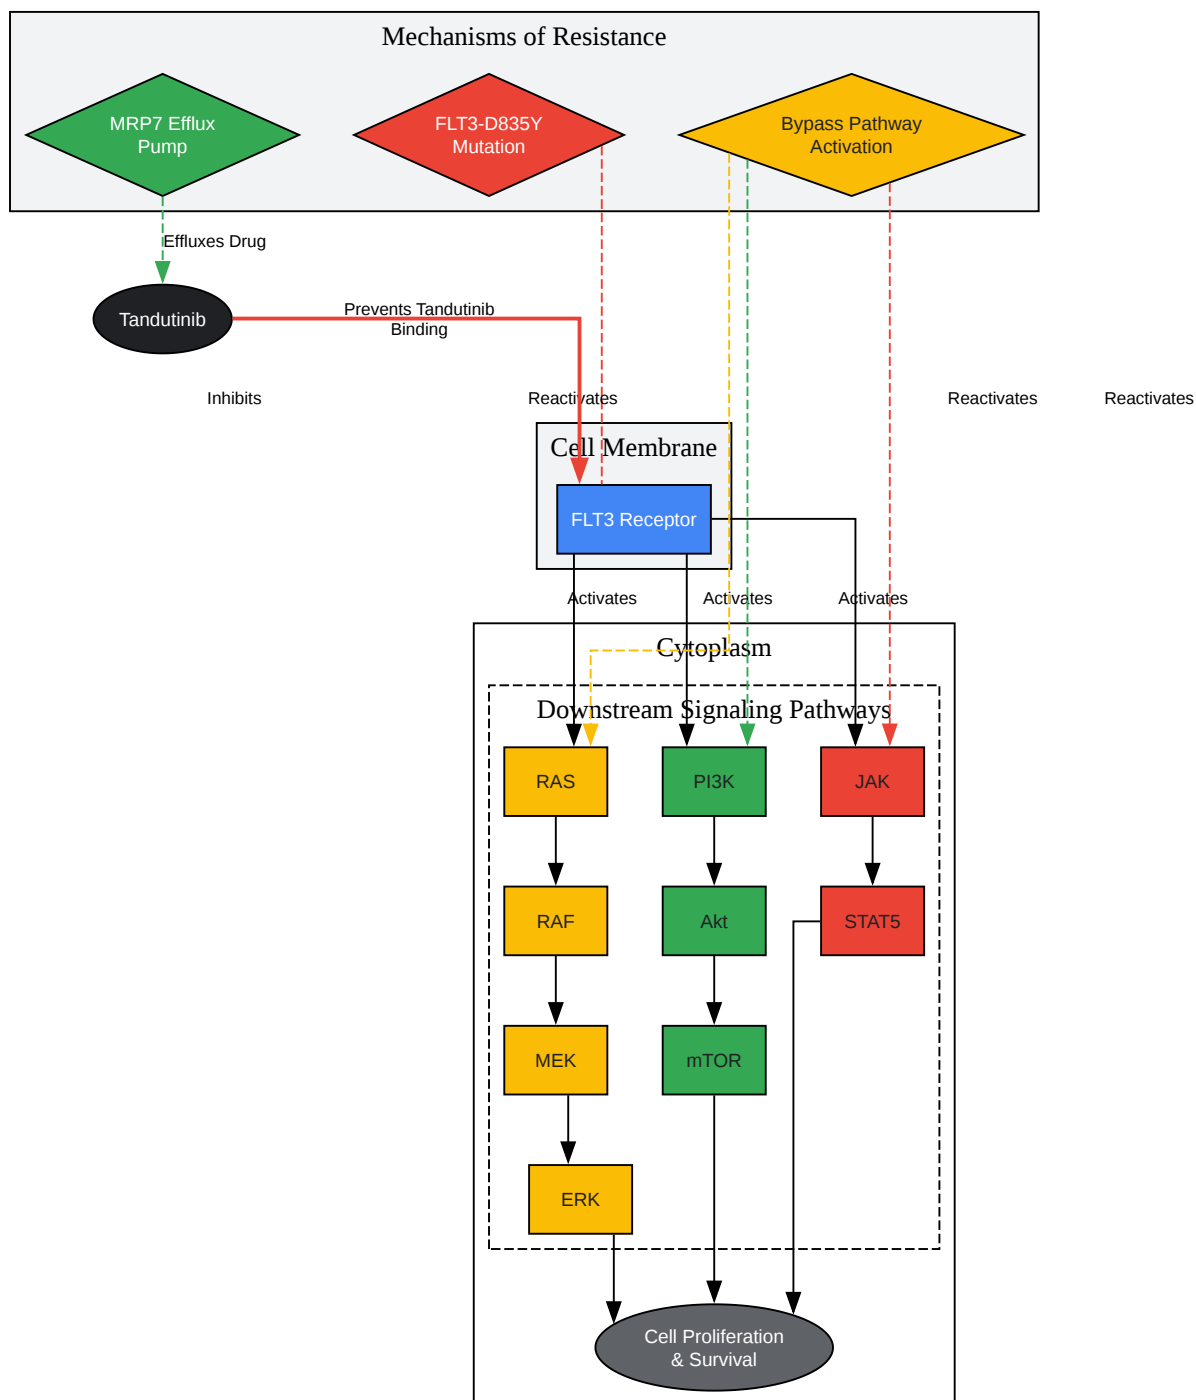 Mechanisms of Resistance
MRP7 Efflux
Pump
FLT3-D835Y
Mutation
Bypass Pathway
Activation
Effluxes Drug
Tandutinib
Prevents Tandutinib
Binding
Inhibits
Reactivates
Reactivates
Reactivates
Cell Membrane
FLT3 Receptor
Activates
Activates
Activates
Cytoplasm
Downstream Signaling Pathways
RAS
PI3K
JAK
RAF
Akt
STAT5
MEK
mTOR
ERK
Cell Proliferation
& Survival